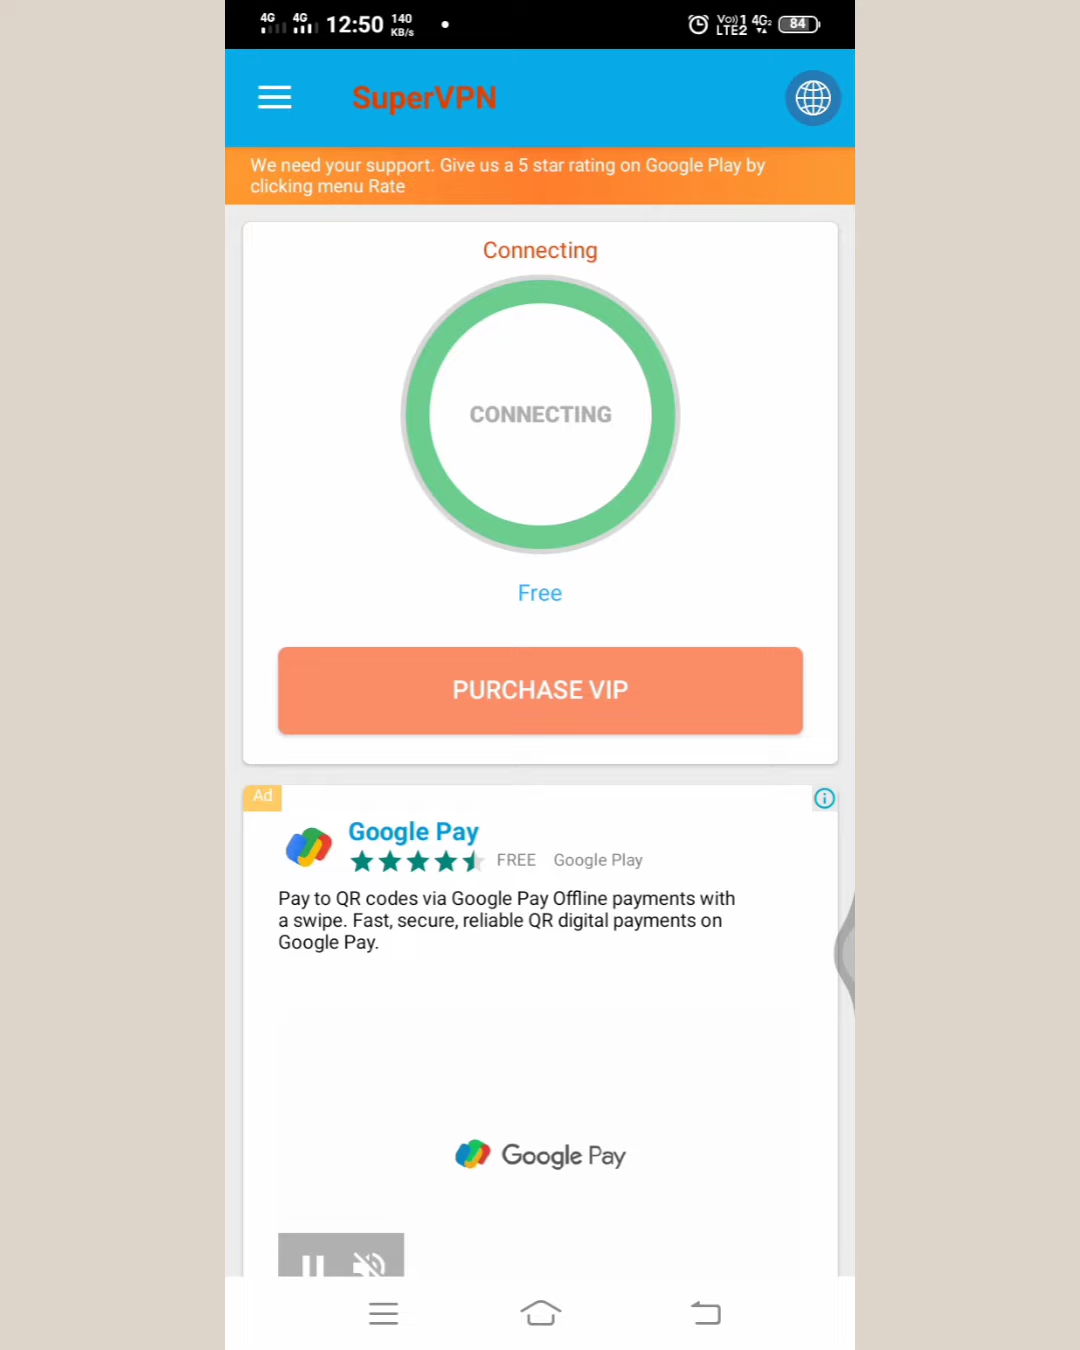 4G 4G 12:50 140 KB/s Vo)) 1 LTE2 4G2 84
SuperVPN
We need your support. Give us a 5 star rating on Google Play by
clicking menu Rate
Connecting
CONNECTING
Free
PURCHASE VIP
Ad
Google Pay
FREE Google Play
Pay to QR codes via Google Pay Offline payments with
a swipe. Fast, secure, reliable QR digital payments on
Google Pay.
Google Pay